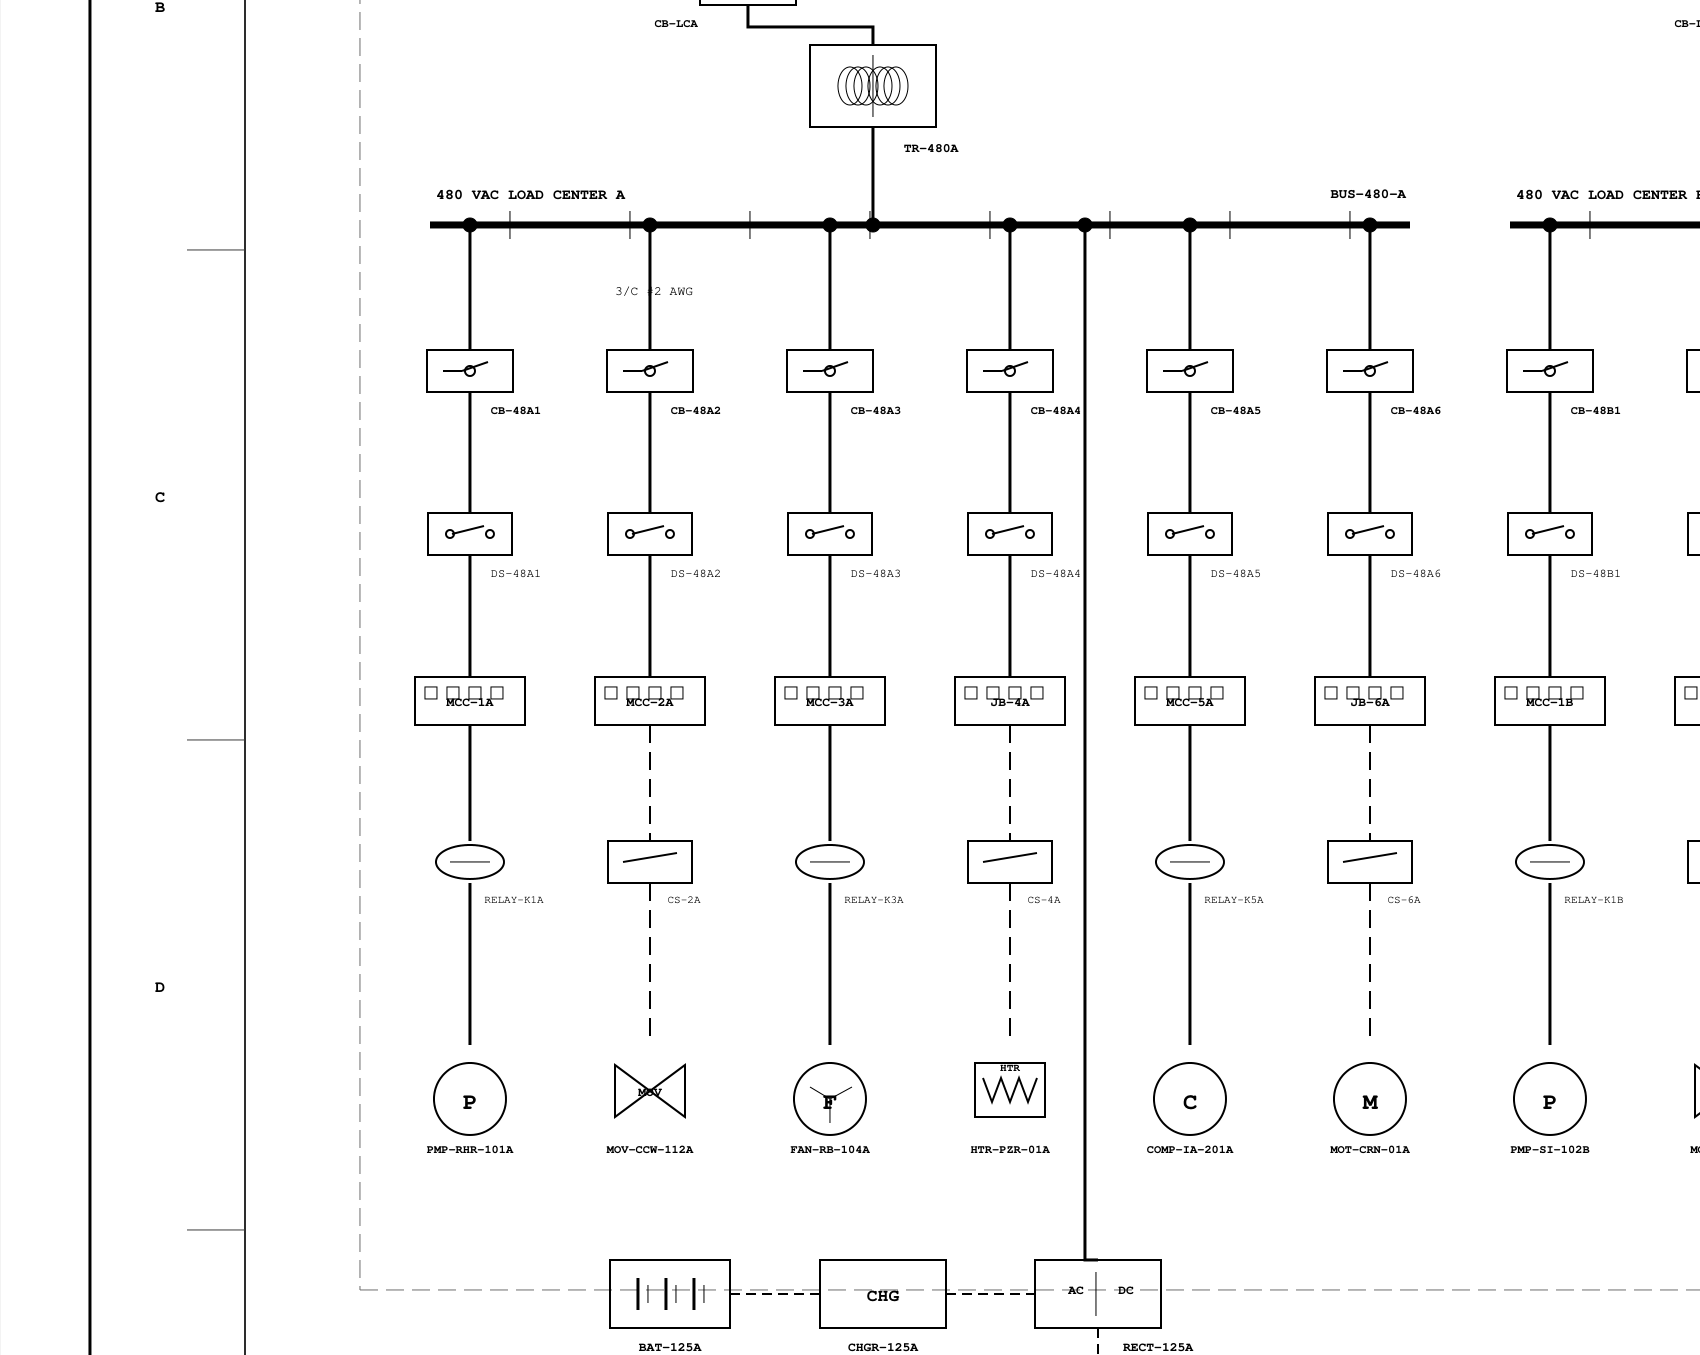 B
CB-LCA
TR-480A
480 VAC LOAD CENTER A
BUS-480-A
480 VAC LOAD CENTER
3/C #2 AWG
CB-48A1
CB-48A2
CB-48A3
CB-48A4
CB-48A5
CB-48A6
CB-48B1
C
DS-48A1
DS-48A2
DS-48A3
DS-48A4
DS-48A5
DS-48A6
DS-48B1
MCC-1A
MCC-2A
MCC-3A
JB-4A
MCC-5A
JB-6A
MCC-1B
RELAY-K1A
CS-2A
RELAY-K3A
CS-4A
RELAY-K5A
CS-6A
RELAY-K1B
D
P
MOV
F
HTR
C
M
P
PMP-RHR-101A
MOV-CCW-112A
FAN-RB-104A
HTR-PZR-01A
COMP-IA-201A
MOT-CRN-01A
PMP-SI-102B
CHG
AC
DC
BAT-125A
CHGR-125A
RECT-125A